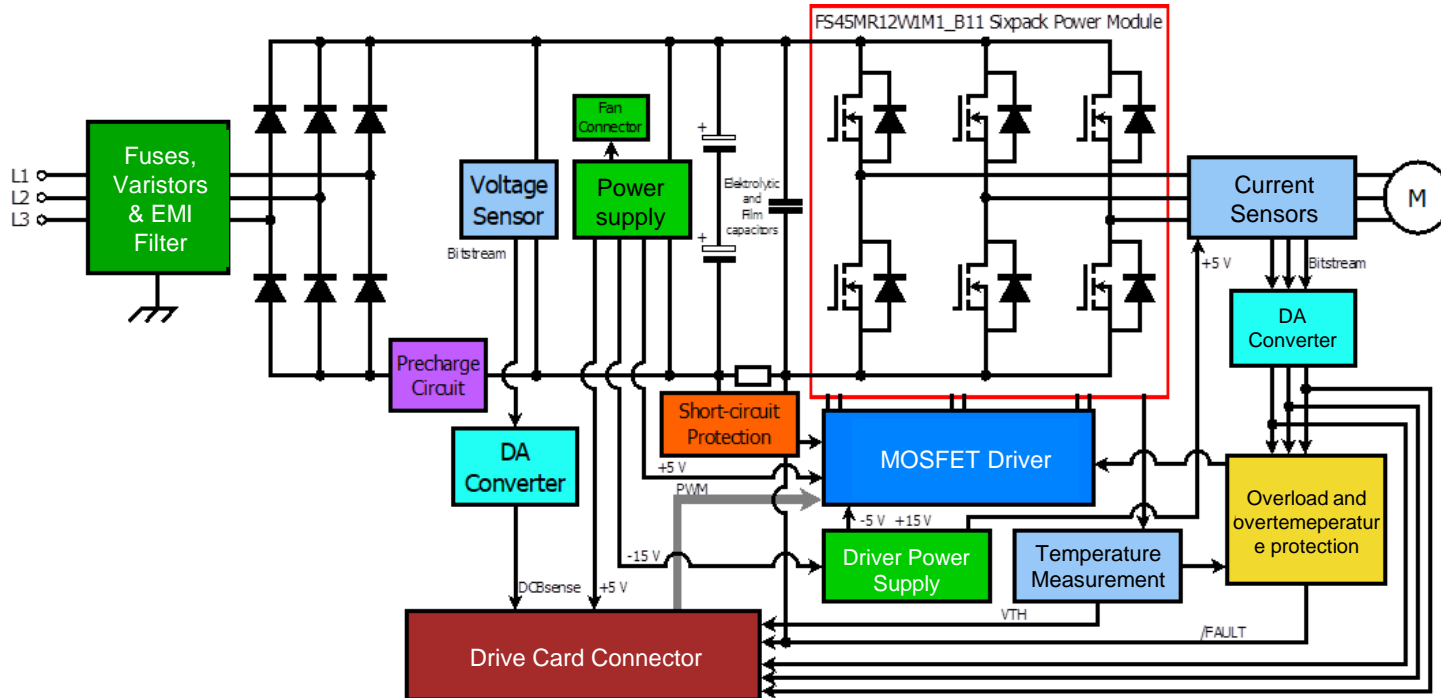 FS45MR12W1M1_B11 Sixpack Power Module
Fan
Connector
Fuses,
Varistors
& EMI
Filter
L1
L2
L3
Voltage
Sensor
Power
supply
+
+
Elektrolytic
and
Film
capacitors
Current
Sensors
M
Bitstream
+5 V
Bitstream
DA
Converter
Precharge
Circuit
Short-circuit
Protection
DA
Converter
+5 V
MOSFET Driver
PWM
Overload and
overtemeperatur
e protection
-5 V
+15 V
-15 V
Driver Power
Supply
Temperature
Measurement
DCBsense
+5 V
VTH
/FAULT
Drive Card Connector